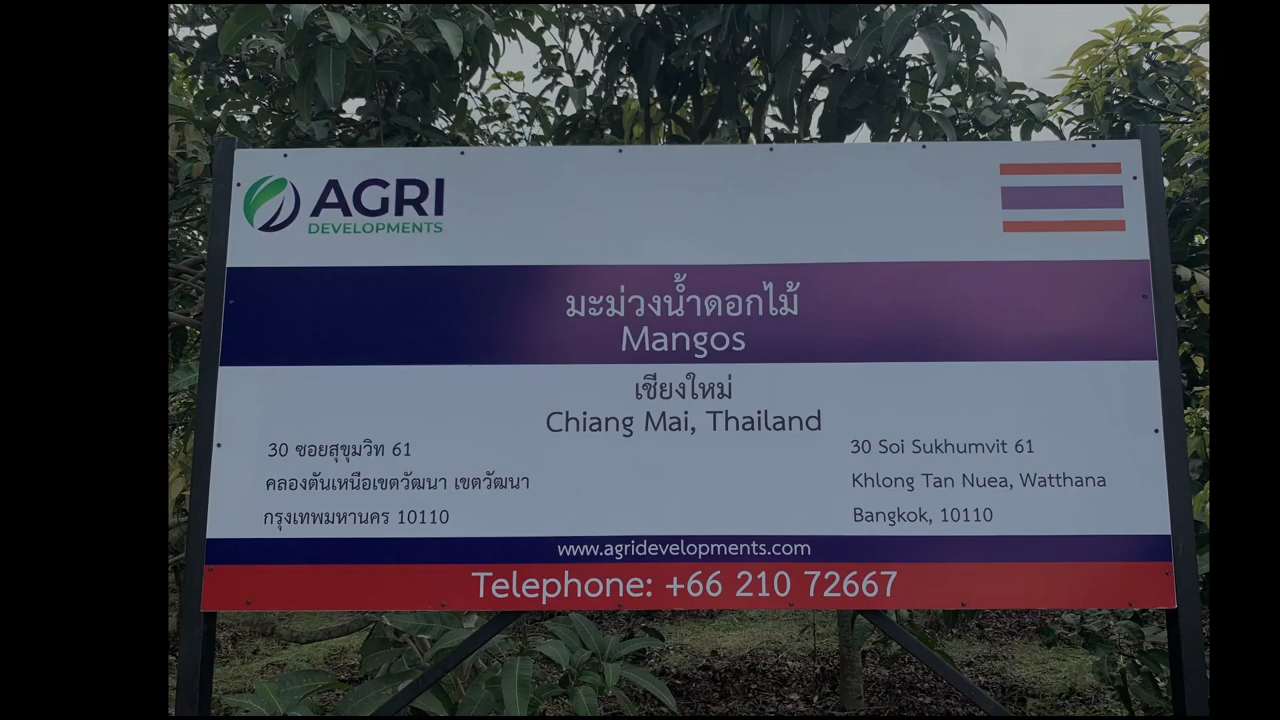 AGRI
DEVELOPMENTS
มะม่วงน้ำดอกไม้
Mangos
เชียงใหม่
Chiang Mai, Thailand
30 ซอยสุขุมวิท 61
คลองตันเหนือเขตวัฒนา เขตวัฒนา
กรุงเทพมหานคร 10110
30 Soi Sukhumvit 61
Khlong Tan Nuea, Watthana
Bangkok, 10110
www.agridevelopments.com
Telephone: +66 210 72667